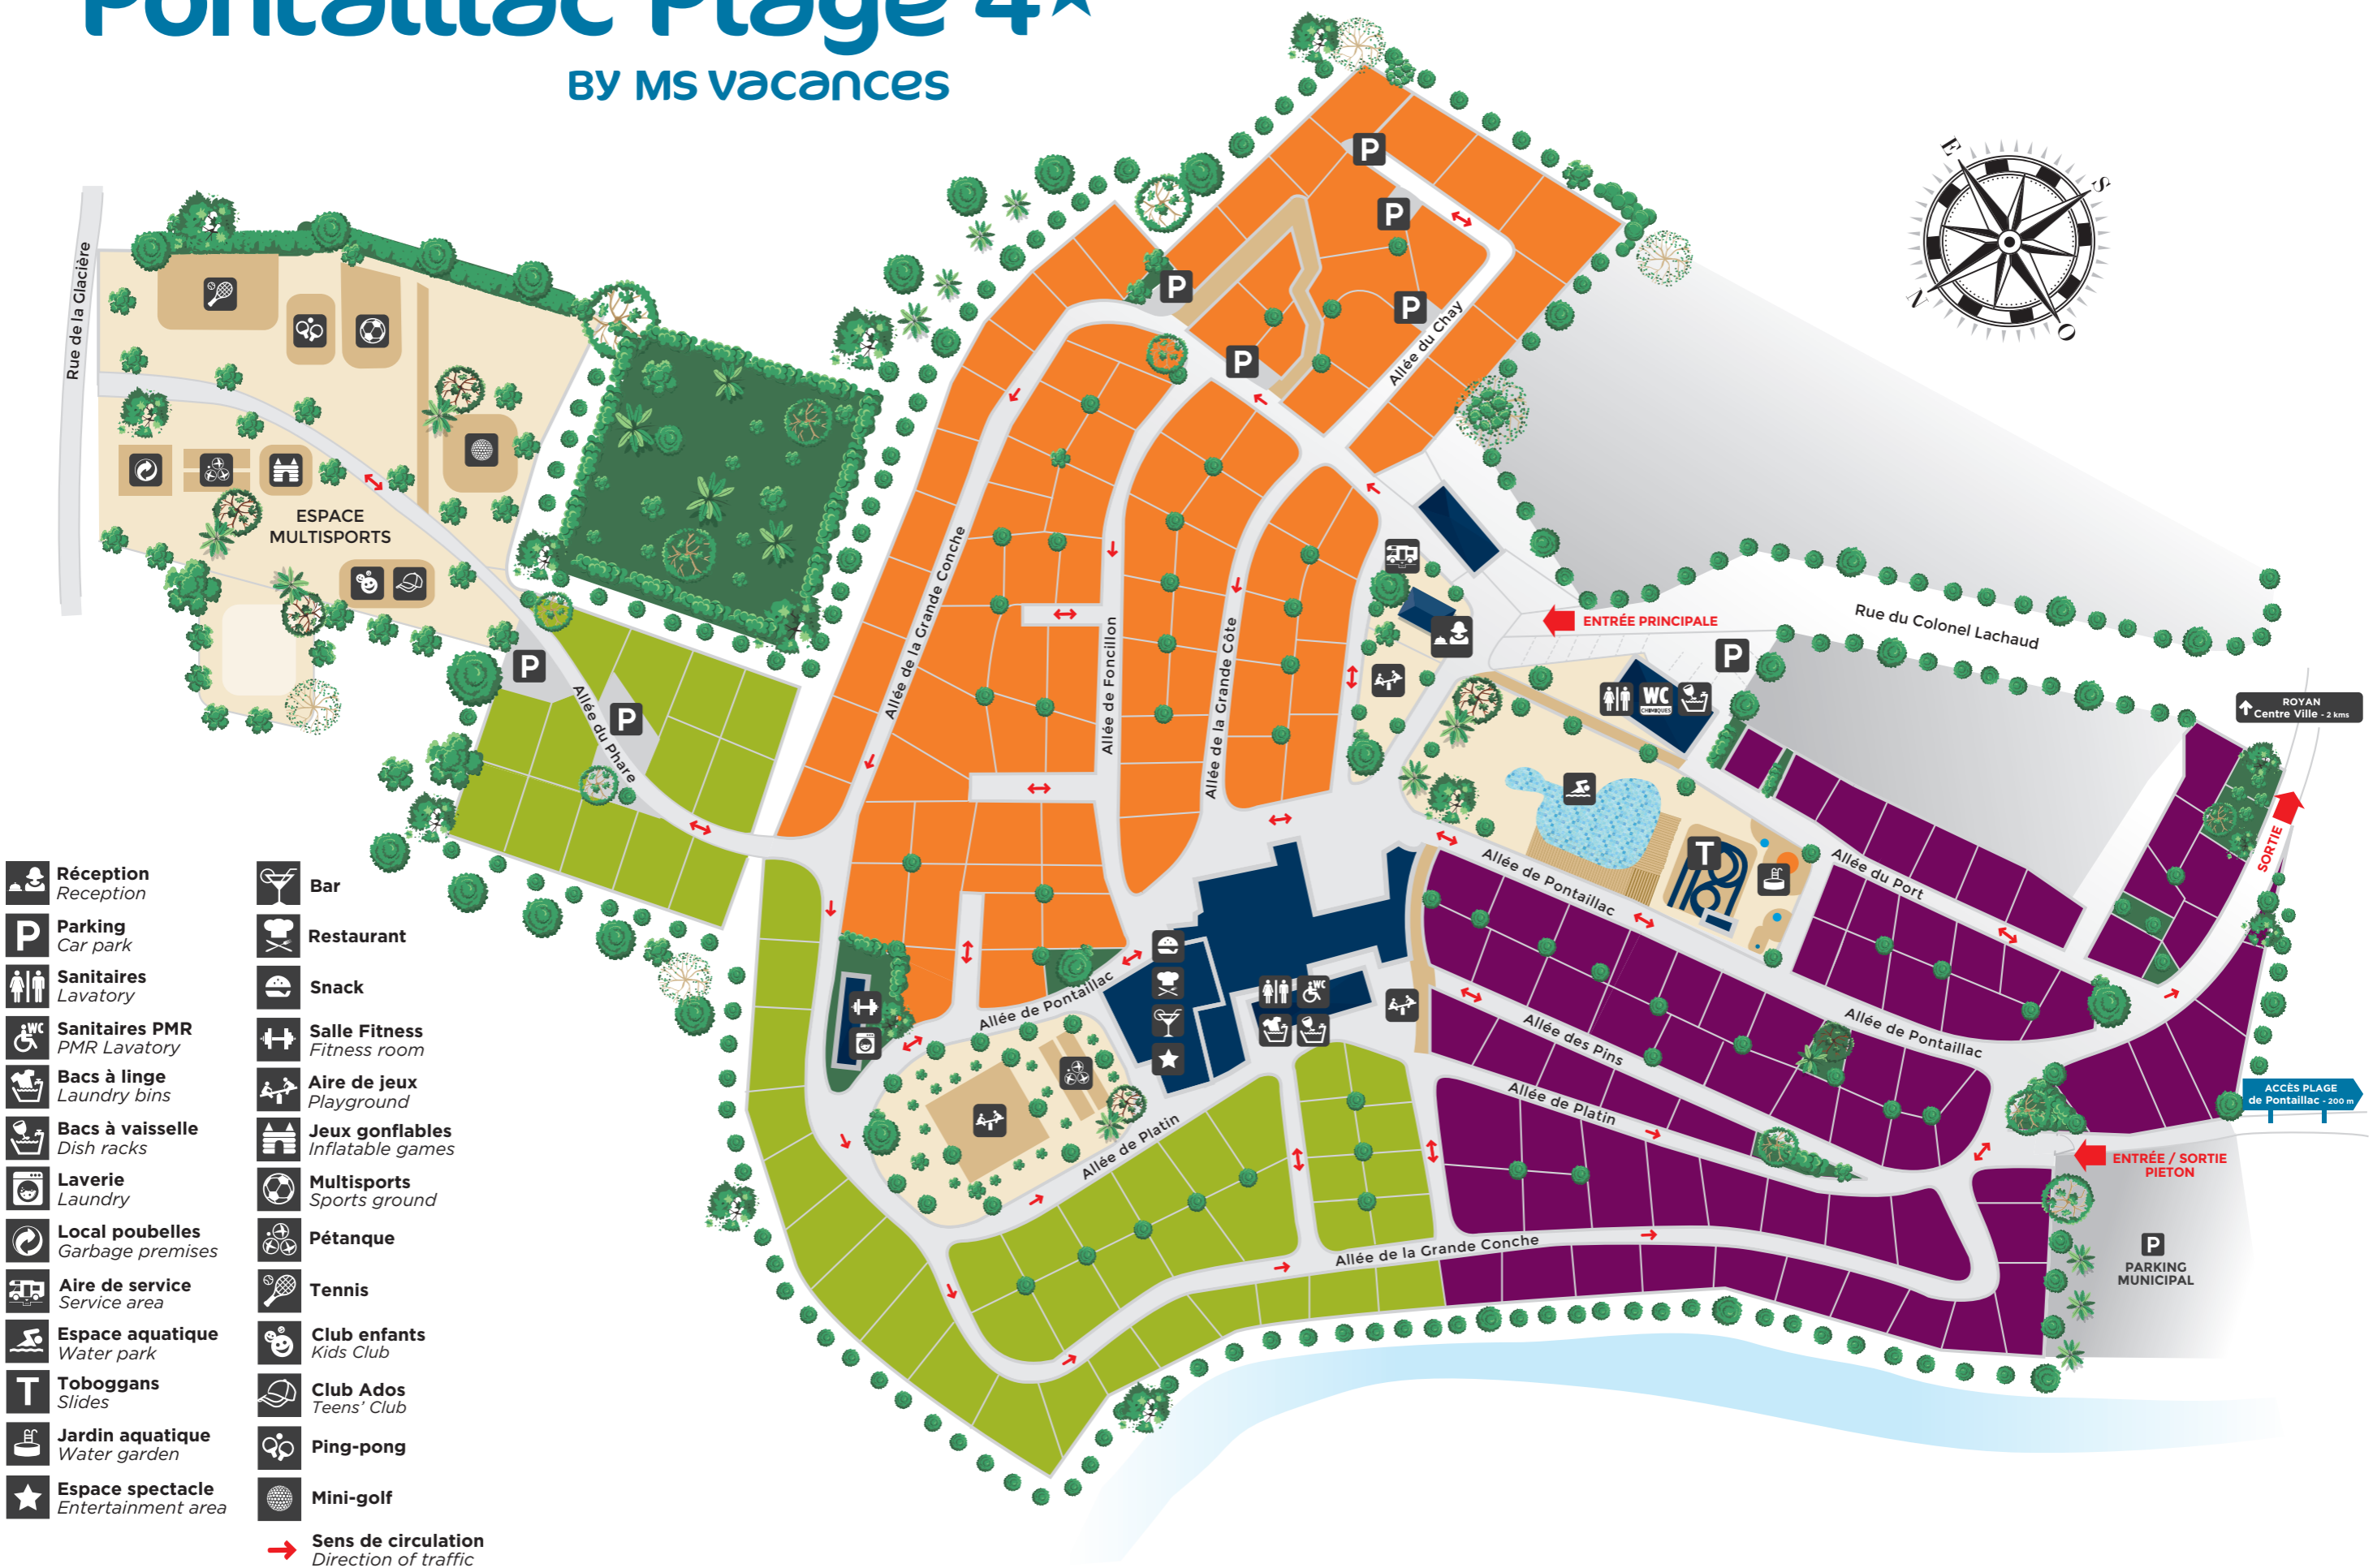 Pontaillac Plage 4★
BY MS VACANCES
E
S
N
O
Rue de la Glacière
ESPACE
MULTISPORTS
P
P
P
P
P
P
Allée du Chay
Allée de la Grande Conche
Allée de Foncillon
Allée de la Grande Côte
ENTRÉE PRINCIPALE
Rue du Colonel Lachaud
P
WC
CHIMIQUES
P
P
Allée du Phare
ROYAN
Centre Ville - 2 kms
SORTIE
T
Allée de Pontaillac
Allée du Port
Allée de Pontaillac
WC
Allée des Pins
Allée de Pontaillac
Allée de Platin
Allée de Platin
Allée de la Grande Conche
ACCÈS PLAGE
de Pontaillac - 200 m
ENTRÉE / SORTIE
PIETON
P
PARKING
MUNICIPAL
Réception
Reception
P
Parking
Car park
Sanitaires
Lavatory
WC
Sanitaires PMR
PMR Lavatory
Bacs à linge
Laundry bins
Bacs à vaisselle
Dish racks
Laverie
Laundry
Local poubelles
Garbage premises
Aire de service
Service area
Espace aquatique
Water park
T
Toboggans
Slides
Jardin aquatique
Water garden
Espace spectacle
Entertainment area
Bar
Restaurant
Snack
Salle Fitness
Fitness room
Aire de jeux
Playground
Jeux gonflables
Inflatable games
Multisports
Sports ground
Pétanque
Tennis
Club enfants
Kids Club
Club Ados
Teens' Club
Ping-pong
Mini-golf
Sens de circulation
Direction of traffic